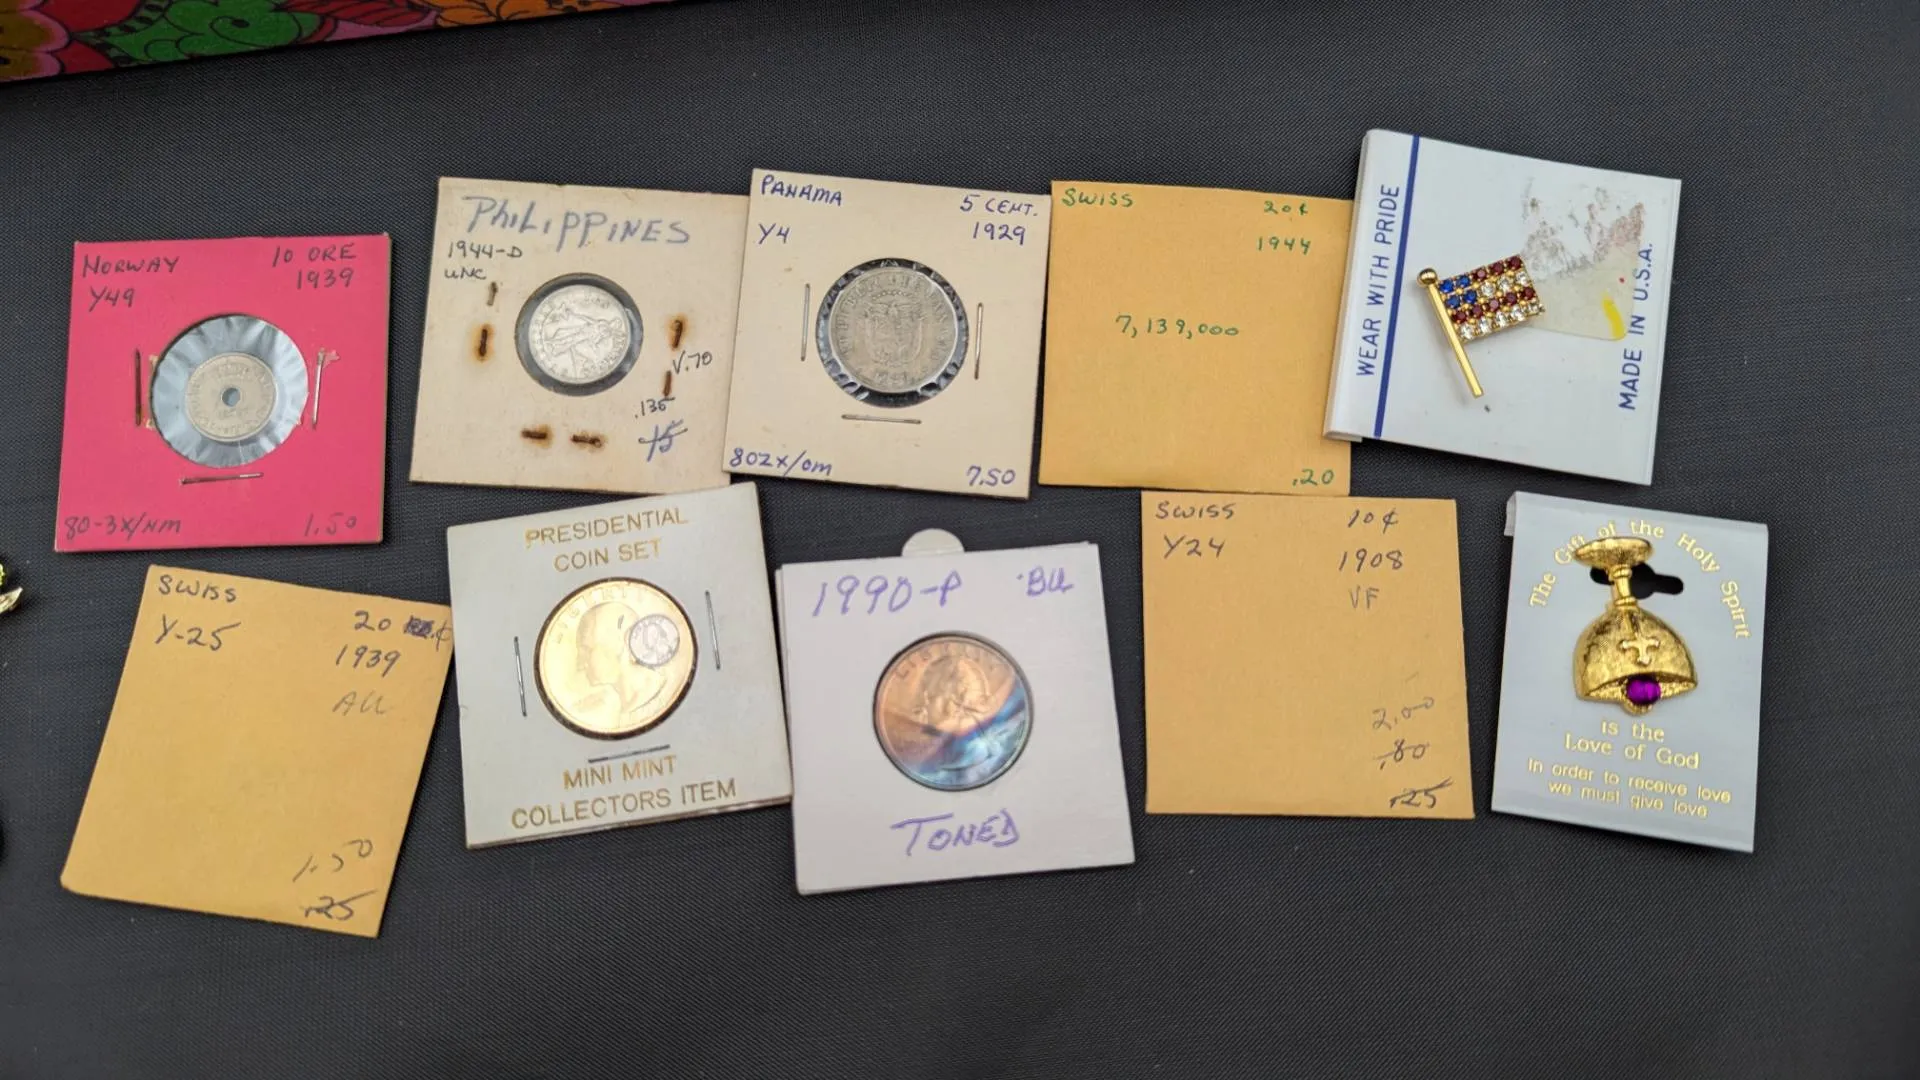 NORWAY 10 ORE
Y49 1939
80-3X/NM 1.50
PHILIPPINES
1944-D
UNC
V.70
.135
15
PANAMA 5 CENT.
Y4 1929
802X/om 7.50
SWISS 20¢
1944
7,139,000
.20
WEAR WITH PRIDE
MADE IN U.S.A.
SWISS
Y-25 20 ¢
1939
AU
1.50
.25
PRESIDENTIAL
COIN SET
LIBERTY
MINI MINT
COLLECTORS ITEM
1990-P BU
LIBERTY
TONED
SWISS 10¢
Y24 1908
VF
2.00
.80
.25
The Gift of the Holy Spirit
is the
Love of God
In order to receive love
we must give love